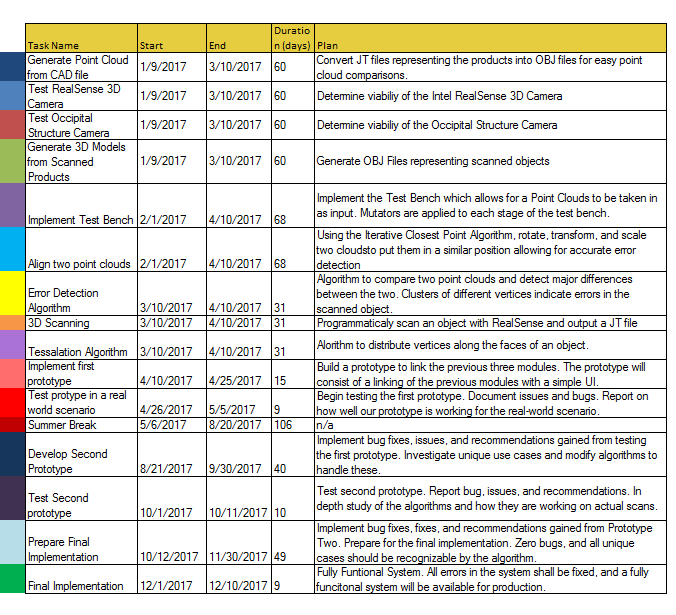 Task Name Start End Duratio
n (days) Plan
Generate Point Cloud
from CAD file 1/9/2017 3/10/2017 60 Convert JT files representing the products into OBJ files for easy point
cloud comparisons.
Test RealSense 3D
Camera 1/9/2017 3/10/2017 60 Determine viabiliy of the Intel RealSense 3D Camera
Test Occipital
Structure Camera 1/9/2017 3/10/2017 60 Determine viabiliy of the Occipital Structure Camera
Generate 3D Models
from Scanned
Products 1/9/2017 3/10/2017 60 Generate OBJ Files representing scanned objects
Implement Test Bench 2/1/2017 4/10/2017 68 Implement the Test Bench which allows for a Point Clouds to be taken in
as input. Mutators are applied to each stage of the test bench.
Align two point clouds 2/1/2017 4/10/2017 68 Using the Iterative Closest Point Algorithm, rotate, transform, and scale
two cloudsto put them in a similar position allowing for accurate error
detection
Error Detection
Algorithm 3/10/2017 4/10/2017 31 Algorithm to compare two point clouds and detect major differences
between the two. Clusters of different vertices indicate errors in the
scanned object.
3D Scanning 3/10/2017 4/10/2017 31 Programmaticaly scan an object with RealSense and output a JT file
Tessalation Algorithm 3/10/2017 4/10/2017 31 Alorithm to distribute vertices along the faces of an object.
Implement first
prototype 4/10/2017 4/25/2017 15 Build a prototype to link the previous three modules. The prototype will
consist of a linking of the previous modules with a simple UI.
Test protype in a real
world scenario 4/26/2017 5/5/2017 9 Begin testing the first prototype. Document issues and bugs. Report on
how well our prototype is working for the real-world scenario.
Summer Break 5/6/2017 8/20/2017 106 n/a
Develop Second
Prototype 8/21/2017 9/30/2017 40 Implement bug fixes, issues, and recommendations gained from testing
the first prototype. Investigate unique use cases and modify algorithms to
handle these.
Test Second
prototype 10/1/2017 10/11/2017 10 Test second prototype. Report bug, issues, and recommendations. In
depth study of the algorithms and how they are working on actual scans.
Prepare Final
Implementation 10/12/2017 11/30/2017 49 Implement bug fixes, fixes, and recommendations gained from Prototype
Two. Prepare for the final implementation. Zero bugs, and all unique
cases should be recognizable by the algorithm.
Final Implementation 12/1/2017 12/10/2017 9 Fully Funtional System. All errors in the system shall be fixed, and a fully
funcitonal system will be available for production.